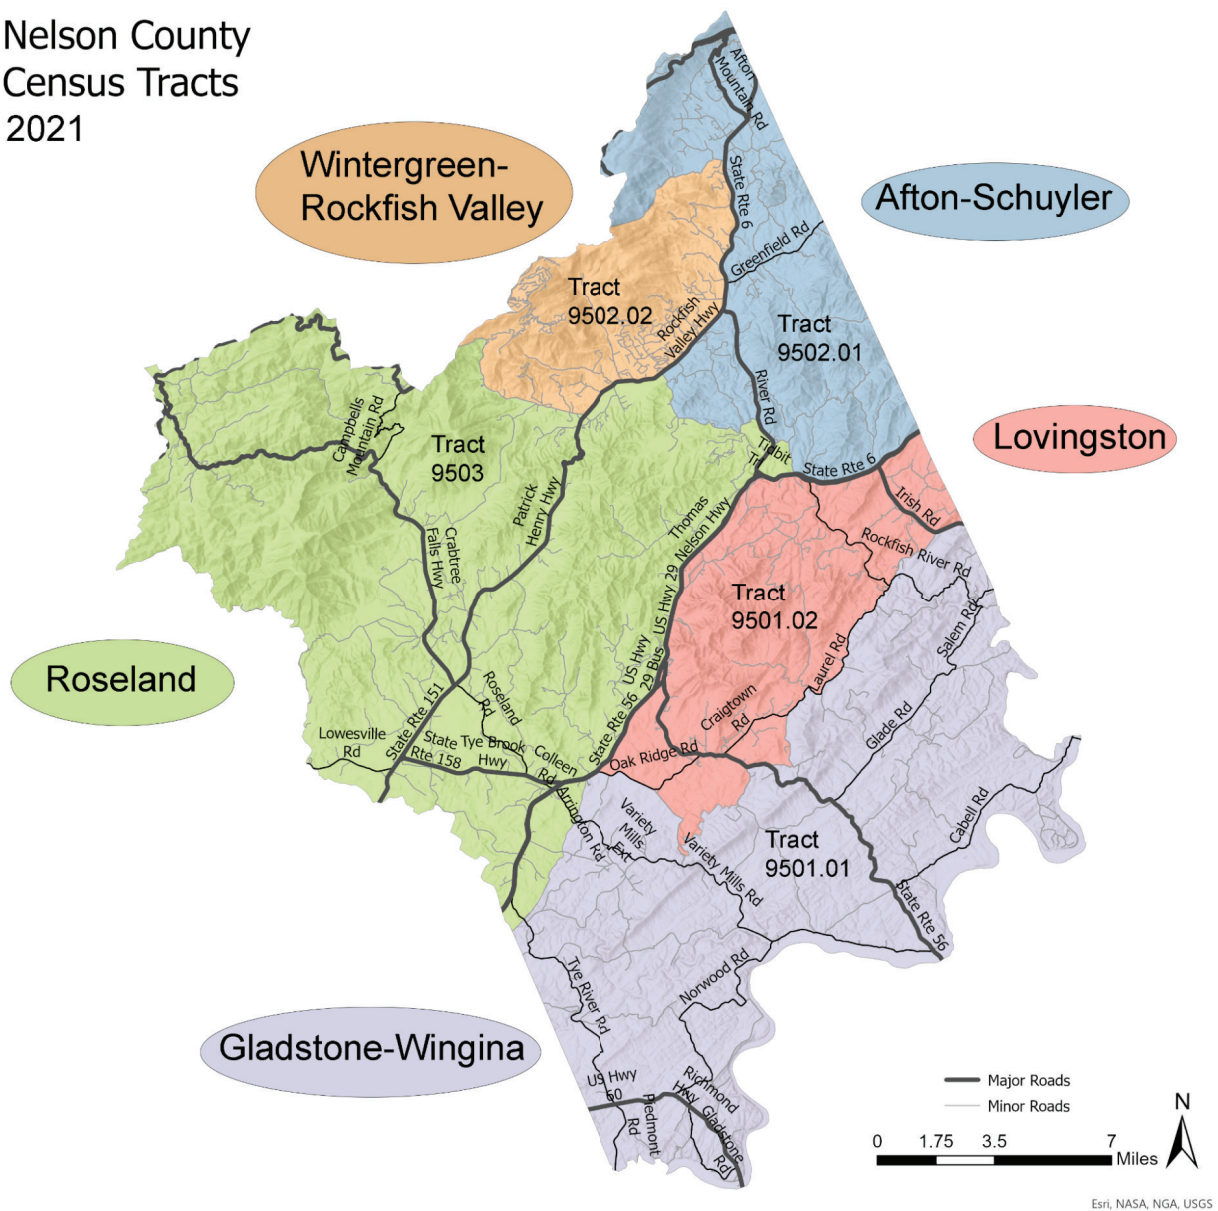 Nelson County
Census Tracts
2021
Wintergreen-
Rockfish Valley
Afton-Schuyler
Lovingston
Roseland
Gladstone-Wingina
Afton
Mountain Rd
State Rte 6
Greenfield Rd
Tract
9502.02
Rockfish
Valley Hwy
Tract
9502.01
River Rd
Campbells
Mountain Rd
Tract
9503
Tidbit
Trl
State Rte 6
Irish Rd
Patrick
Henry Hwy
Thomas
Nelson Hwy
Rockfish River Rd
Crabtree
Falls Hwy
US Hwy 29
Tract
9501.02
US Hwy
29 Bus
Salem Rd
Laurel Rd
State Rte 151
Roseland
Rd
State Rte 56
Craigtown
Rd
Glade Rd
Lowesville
Rd
State
Rte 158
Tye Brook
Hwy
Colleen
Rd
Oak Ridge Rd
Arrington Rd
Variety
Mills
Ext
Variety Mills Rd
Tract
9501.01
Cabell Rd
State Rte 56
Norwood Rd
Tye River Rd
US Hwy
60
Richmond
Hwy
Piedmont
Rd
Gladstone
Rd
Major Roads
Minor Roads
N
0 1.75 3.5 7
Miles
Esri, NASA, NGA, USGS